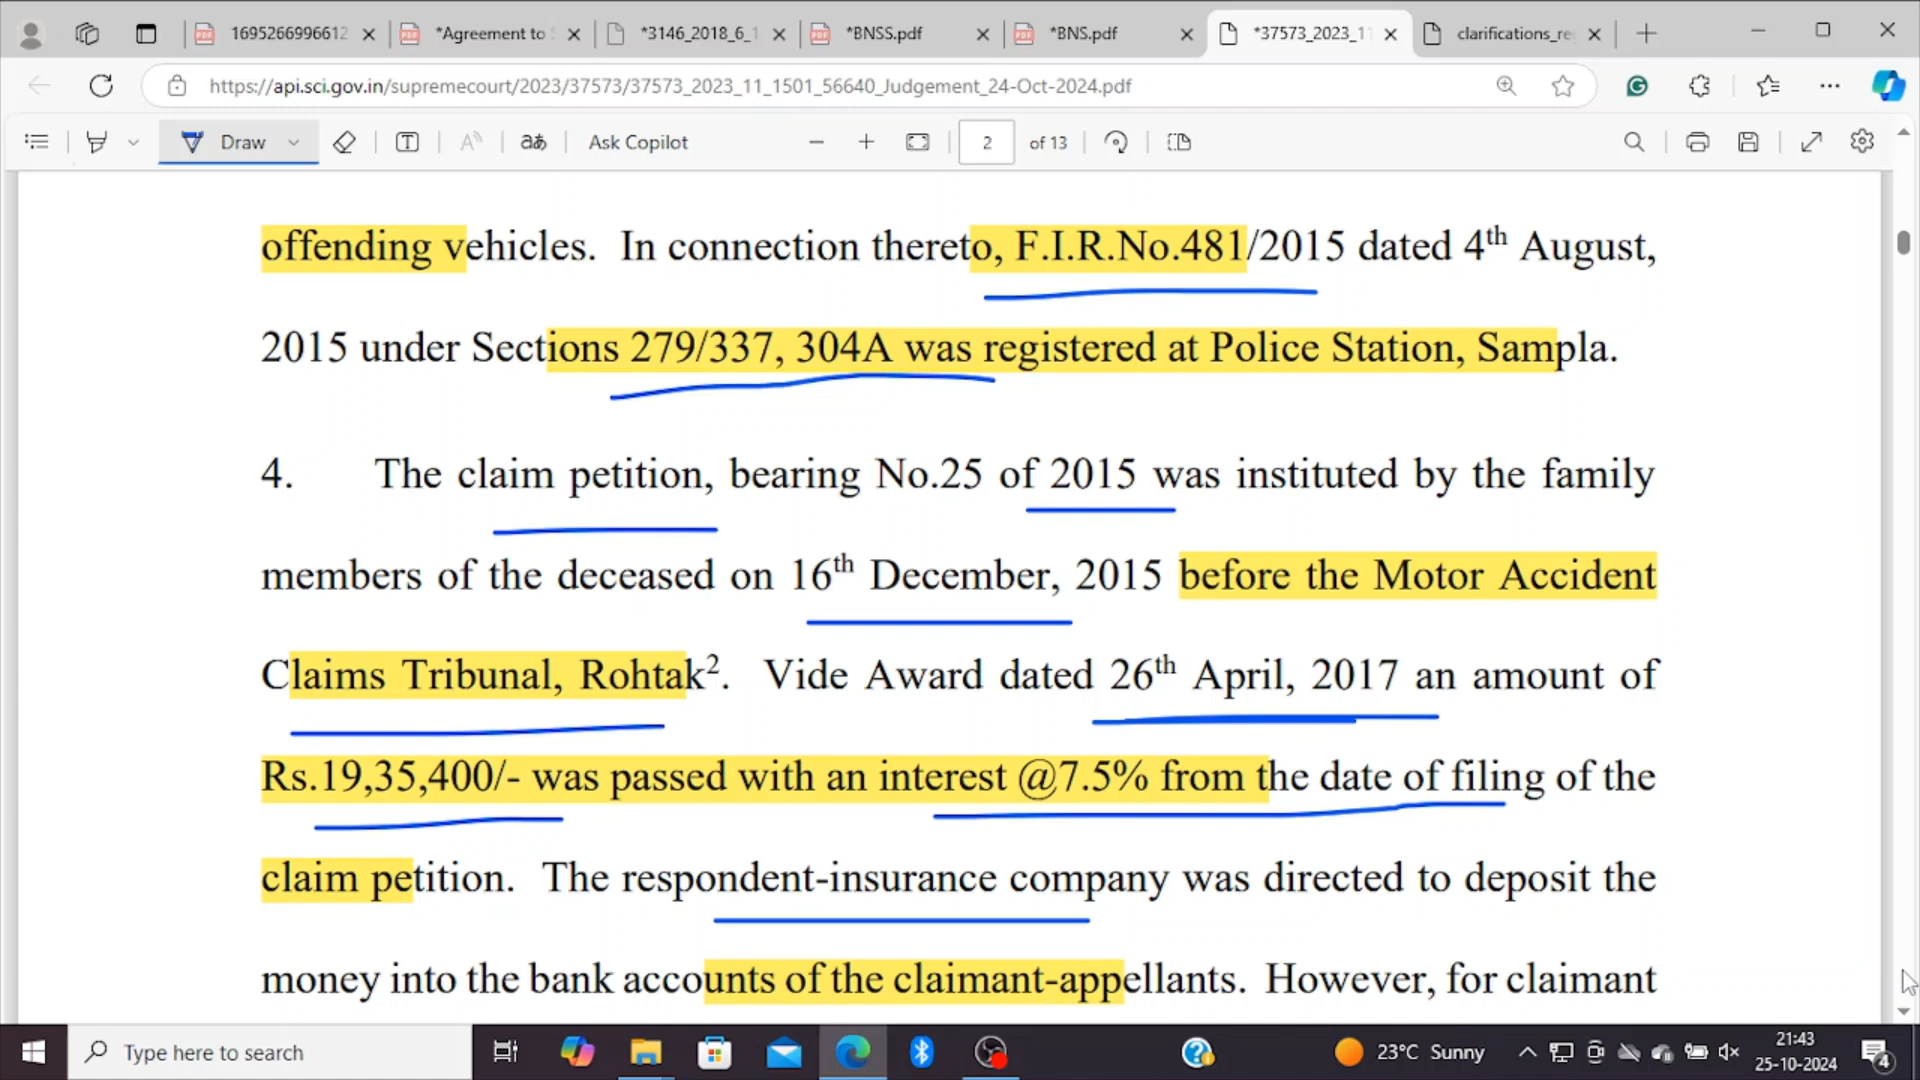 1695266996612
*Agreement to S
*3146_2018_6_1
*BNSS.pdf
*BNS.pdf
*37573_2023_11
clarifications_re
https://api.sci.gov.in/supremecourt/2023/37573/37573_2023_11_1501_56640_Judgement_24-Oct-2024.pdf
Draw
Ask Copilot
2 of 13
offending vehicles. In connection thereto, F.I.R.No.481/2015 dated 4th August,
2015 under Sections 279/337, 304A was registered at Police Station, Sampla.
4. The claim petition, bearing No.25 of 2015 was instituted by the family
members of the deceased on 16th December, 2015 before the Motor Accident
Claims Tribunal, Rohtak2. Vide Award dated 26th April, 2017 an amount of
Rs.19,35,400/- was passed with an interest @7.5% from the date of filing of the
claim petition. The respondent-insurance company was directed to deposit the
money into the bank accounts of the claimant-appellants. However, for claimant
Type here to search
23°C Sunny
21:43
25-10-2024
4